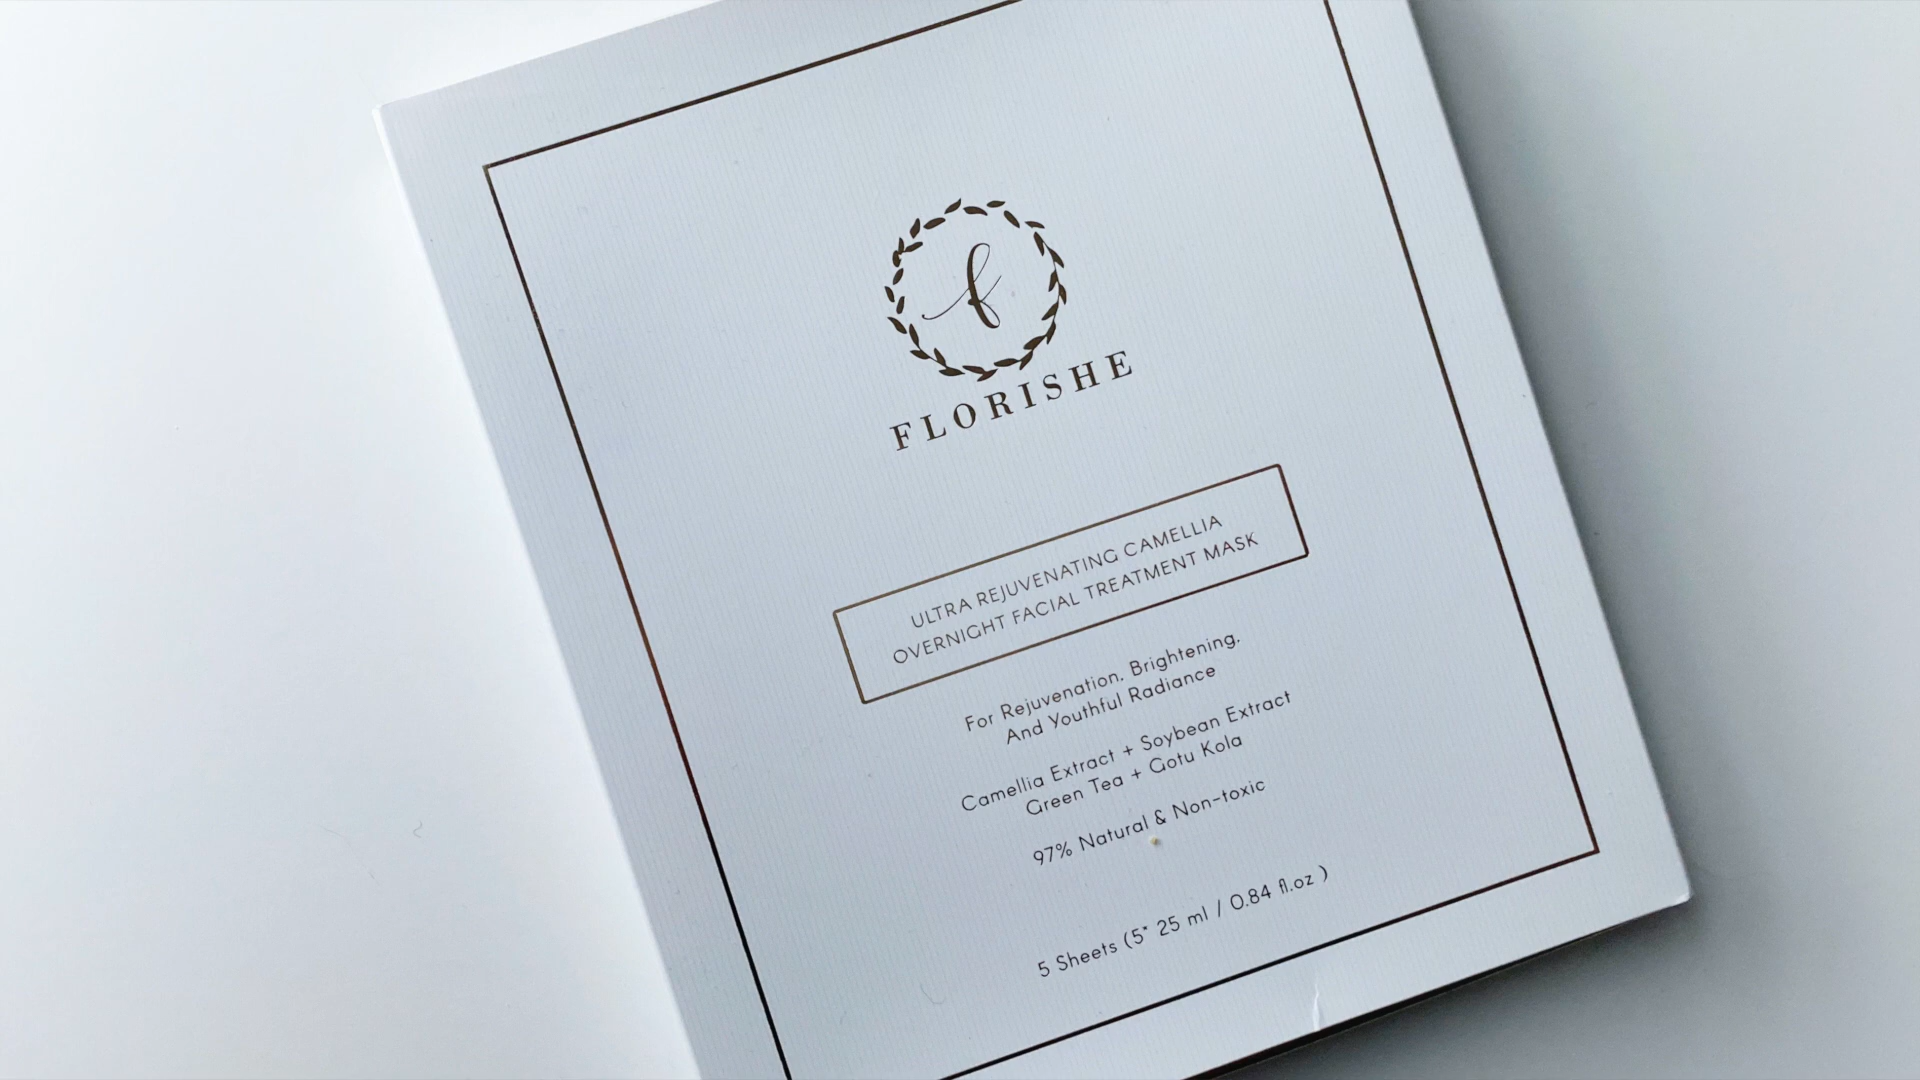 f
FLORISHE
ULTRA REJUVENATING CAMELLIA
OVERNIGHT FACIAL TREATMENT MASK
For Rejuvenation, Brightening,
And Youthful Radiance
Camellia Extract + Soybean Extract
Green Tea + Gotu Kola
97% Natural & Non-toxic
5 Sheets (5* 25 ml / 0.84 fl.oz )